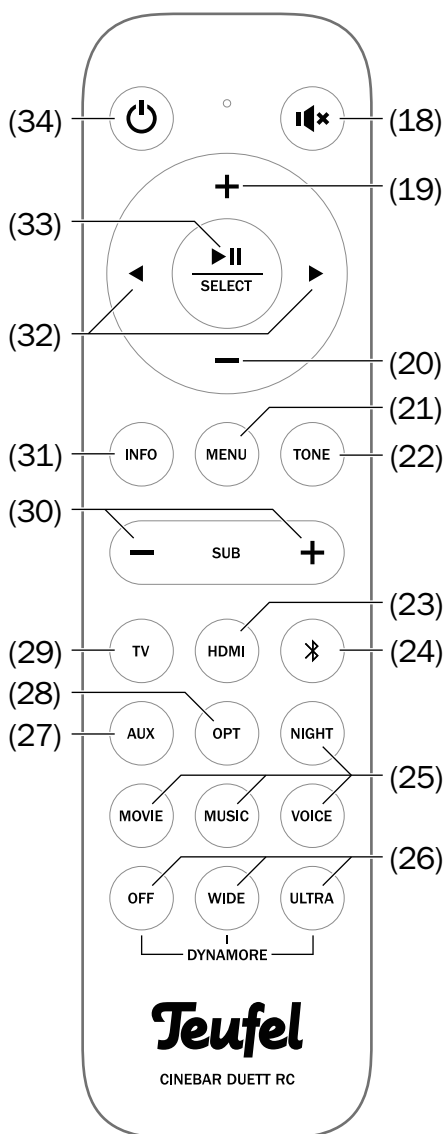 (34)
(18)
(19)
(33)
SELECT
(32)
(20)
(21)
(31)
INFO
MENU
TONE
(22)
(30)
SUB
(23)
(29)
TV
HDMI
(24)
(28)
(27)
AUX
OPT
NIGHT
(25)
MOVIE
MUSIC
VOICE
(26)
OFF
WIDE
ULTRA
DYNAMORE
Teufel
CINEBAR DUETT RC